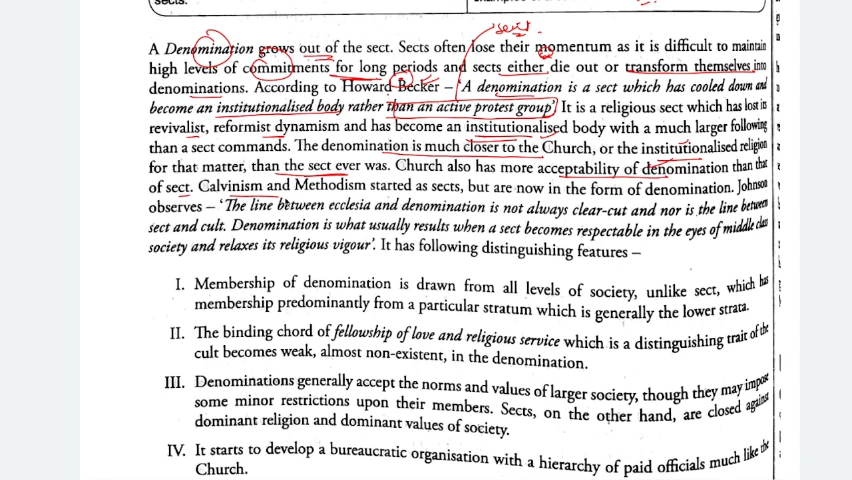 sects.
sect
A Denomination grows out of the sect. Sects often lose their momentum as it is difficult to maintain
high levels of commitments for long periods and sects either die out or transform themselves into
denominations. According to Howard Becker – 'A denomination is a sect which has cooled down and
become an institutionalised body rather than an active protest group'. It is a religious sect which has lost its
revivalist, reformist dynamism and has become an institutionalised body with a much larger following
than a sect commands. The denomination is much closer to the Church, or the institutionalised religion
for that matter, than the sect ever was. Church also has more acceptability of denomination than that
of sect. Calvinism and Methodism started as sects, but are now in the form of denomination. Johnson
observes – 'The line between ecclesia and denomination is not always clear-cut and nor is the line between
sect and cult. Denomination is what usually results when a sect becomes respectable in the eyes of middle class
society and relaxes its religious vigour'. It has following distinguishing features –
I. Membership of denomination is drawn from all levels of society, unlike sect, which has
membership predominantly from a particular stratum which is generally the lower strata.
II. The binding chord of fellowship of love and religious service which is a distinguishing trait of the
cult becomes weak, almost non-existent, in the denomination.
III. Denominations generally accept the norms and values of larger society, though they may impose
some minor restrictions upon their members. Sects, on the other hand, are closed against
dominant religion and dominant values of society.
IV. It starts to develop a bureaucratic organisation with a hierarchy of paid officials much like the
Church.